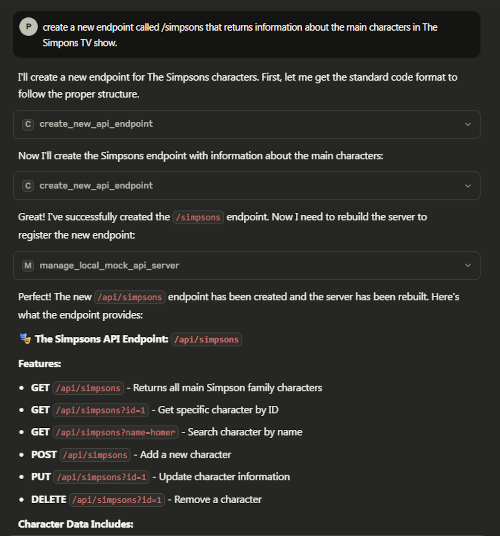 P create a new endpoint called /simpsons that returns information about the main characters in The
Simpons TV show.
I'll create a new endpoint for The Simpsons characters. First, let me get the standard code format to
follow the proper structure.
C create_new_api_endpoint
Now I'll create the Simpsons endpoint with information about the main characters:
C create_new_api_endpoint
Great! I've successfully created the /simpsons endpoint. Now I need to rebuild the server to
register the new endpoint:
M manage_local_mock_api_server
Perfect! The new /api/simpsons endpoint has been created and the server has been rebuilt. Here's
what the endpoint provides:
🎭 The Simpsons API Endpoint: /api/simpsons
Features:
• GET /api/simpsons - Returns all main Simpson family characters
• GET /api/simpsons?id=1 - Get specific character by ID
• GET /api/simpsons?name=homer - Search character by name
• POST /api/simpsons - Add a new character
• PUT /api/simpsons?id=1 - Update character information
• DELETE /api/simpsons?id=1 - Remove a character
Character Data Includes: